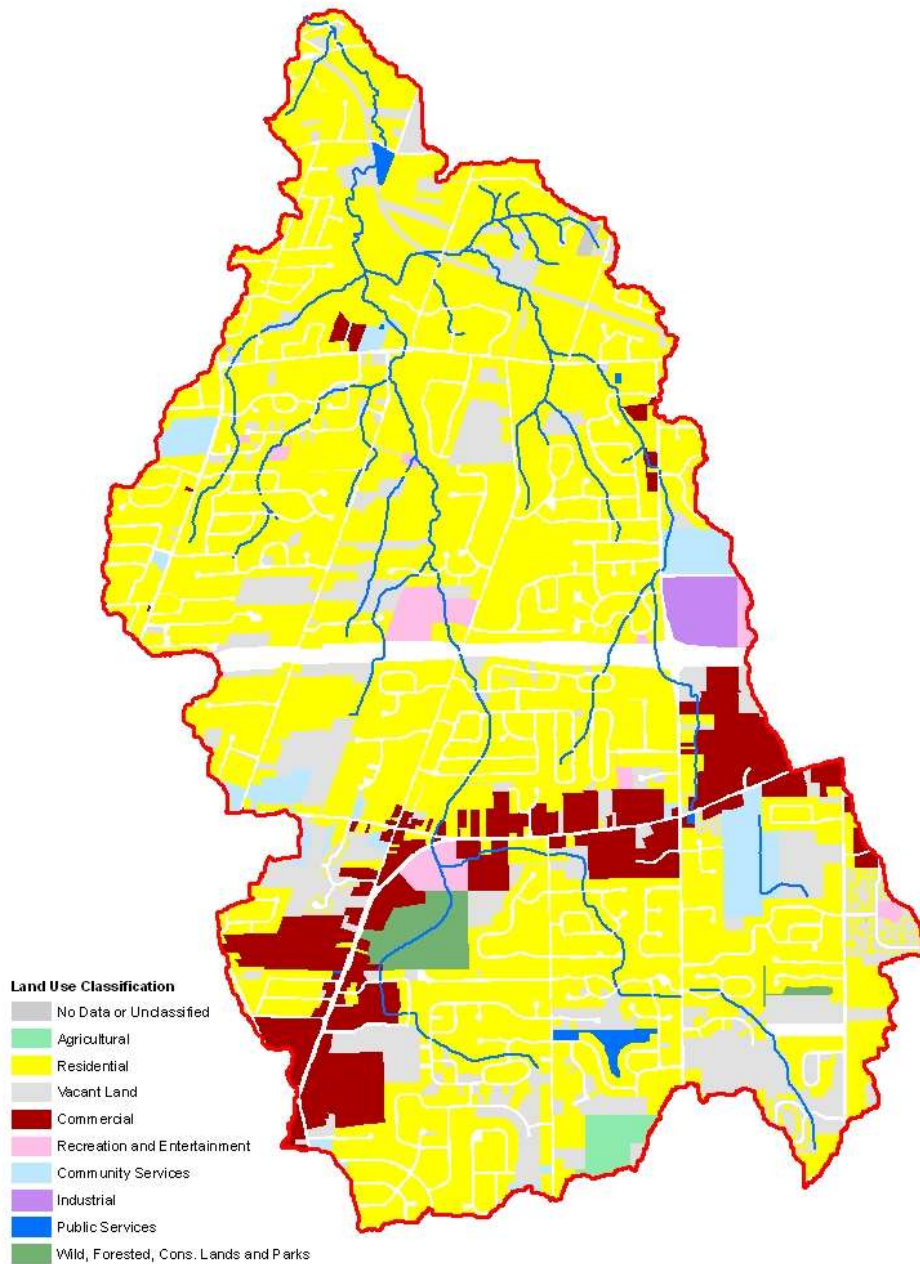 Land Use Classification
No Data or Unclassified
Agricultural
Residential
Vacant Land
Commercial
Recreation and Entertainment
Community Services
Industrial
Public Services
Wild, Forested, Cons. Lands and Parks